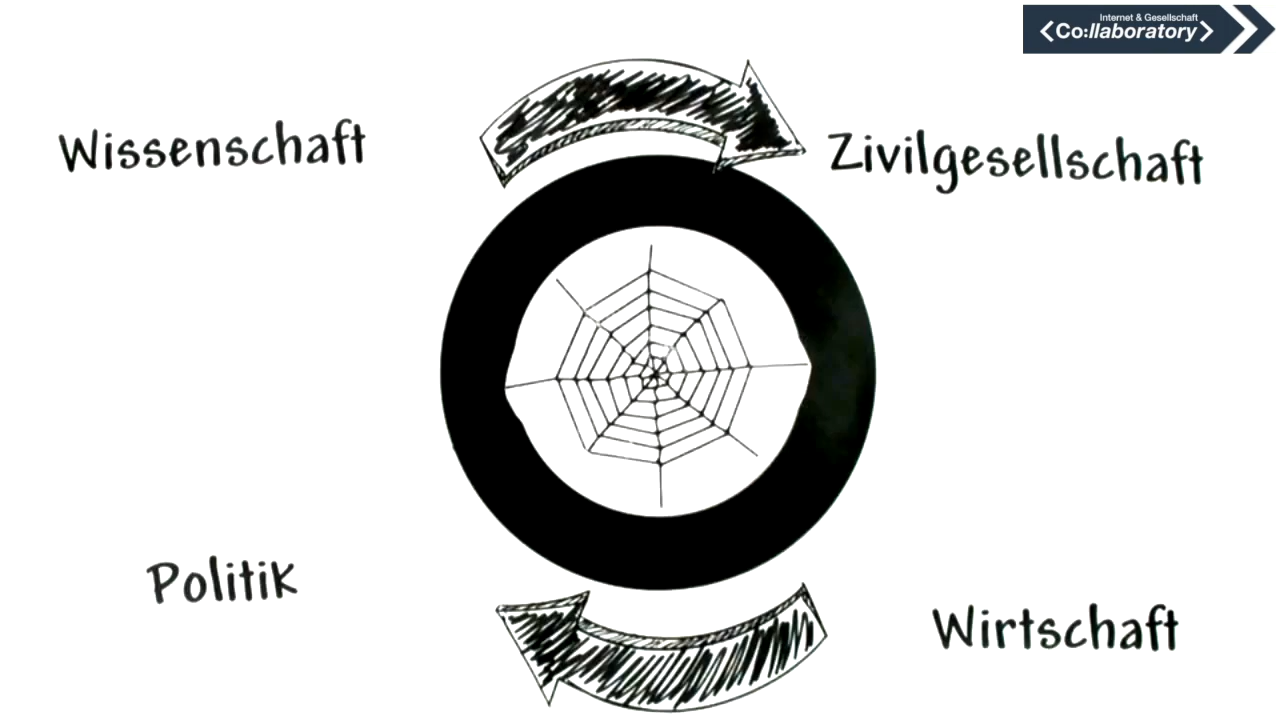 Internet & Gesellschaft
<Co:llaboratory>
Wissenschaft
Zivilgesellschaft
Politik
Wirtschaft